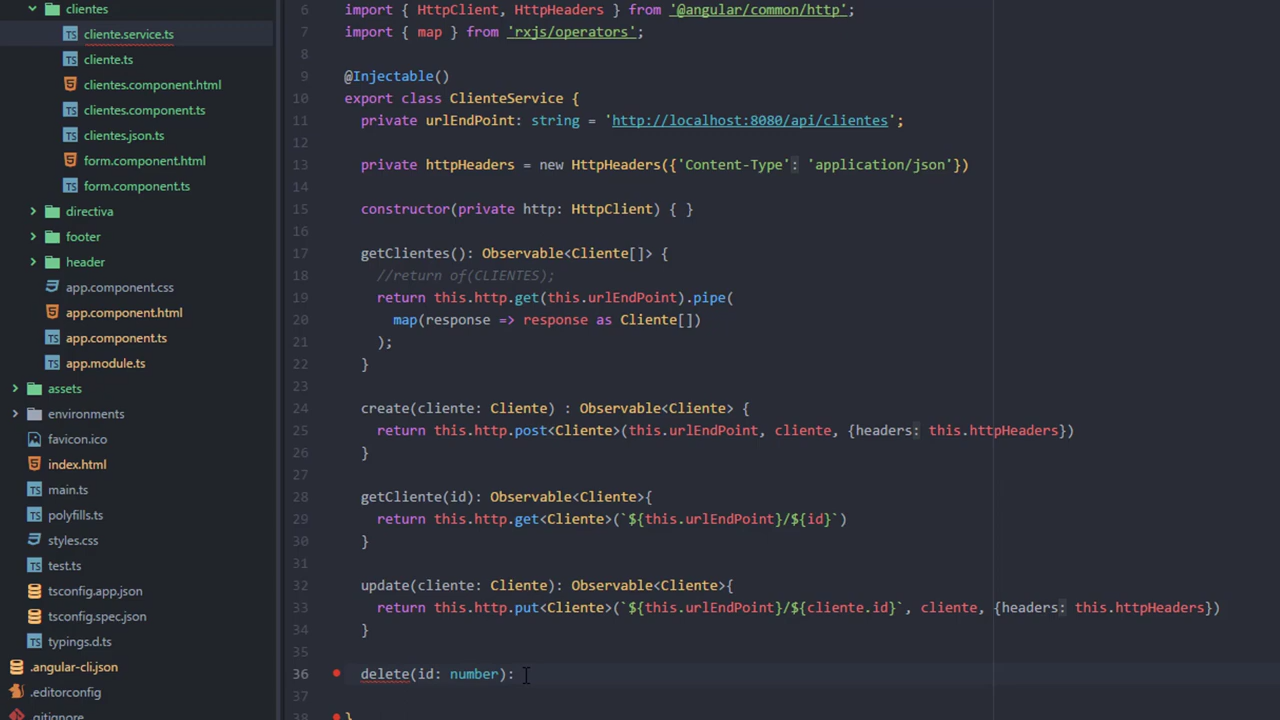 clientes
cliente.service.ts
cliente.ts
clientes.component.html
clientes.component.ts
clientes.json.ts
form.component.html
form.component.ts
directiva
footer
header
app.component.css
app.component.html
app.component.ts
app.module.ts
assets
environments
favicon.ico
index.html
main.ts
polyfills.ts
styles.css
test.ts
tsconfig.app.json
tsconfig.spec.json
typings.d.ts
.angular-cli.json
.editorconfig
.gitignore
6 import { HttpClient, HttpHeaders } from '@angular/common/http';
7 import { map } from 'rxjs/operators';
8
9 @Injectable()
10 export class ClienteService {
11 private urlEndPoint: string = 'http://localhost:8080/api/clientes';
12
13 private httpHeaders = new HttpHeaders({'Content-Type': 'application/json'})
14
15 constructor(private http: HttpClient) { }
16
17 getClientes(): Observable<Cliente[]> {
18 //return of(CLIENTES);
19 return this.http.get(this.urlEndPoint).pipe(
20 map(response => response as Cliente[])
21 );
22 }
23
24 create(cliente: Cliente) : Observable<Cliente> {
25 return this.http.post<Cliente>(this.urlEndPoint, cliente, {headers: this.httpHeaders})
26 }
27
28 getCliente(id): Observable<Cliente>{
29 return this.http.get<Cliente>(`${this.urlEndPoint}/${id}`)
30 }
31
32 update(cliente: Cliente): Observable<Cliente>{
33 return this.http.put<Cliente>(`${this.urlEndPoint}/${cliente.id}`, cliente, {headers: this.httpHeaders})
34 }
35
36 delete(id: number):
37
38 }